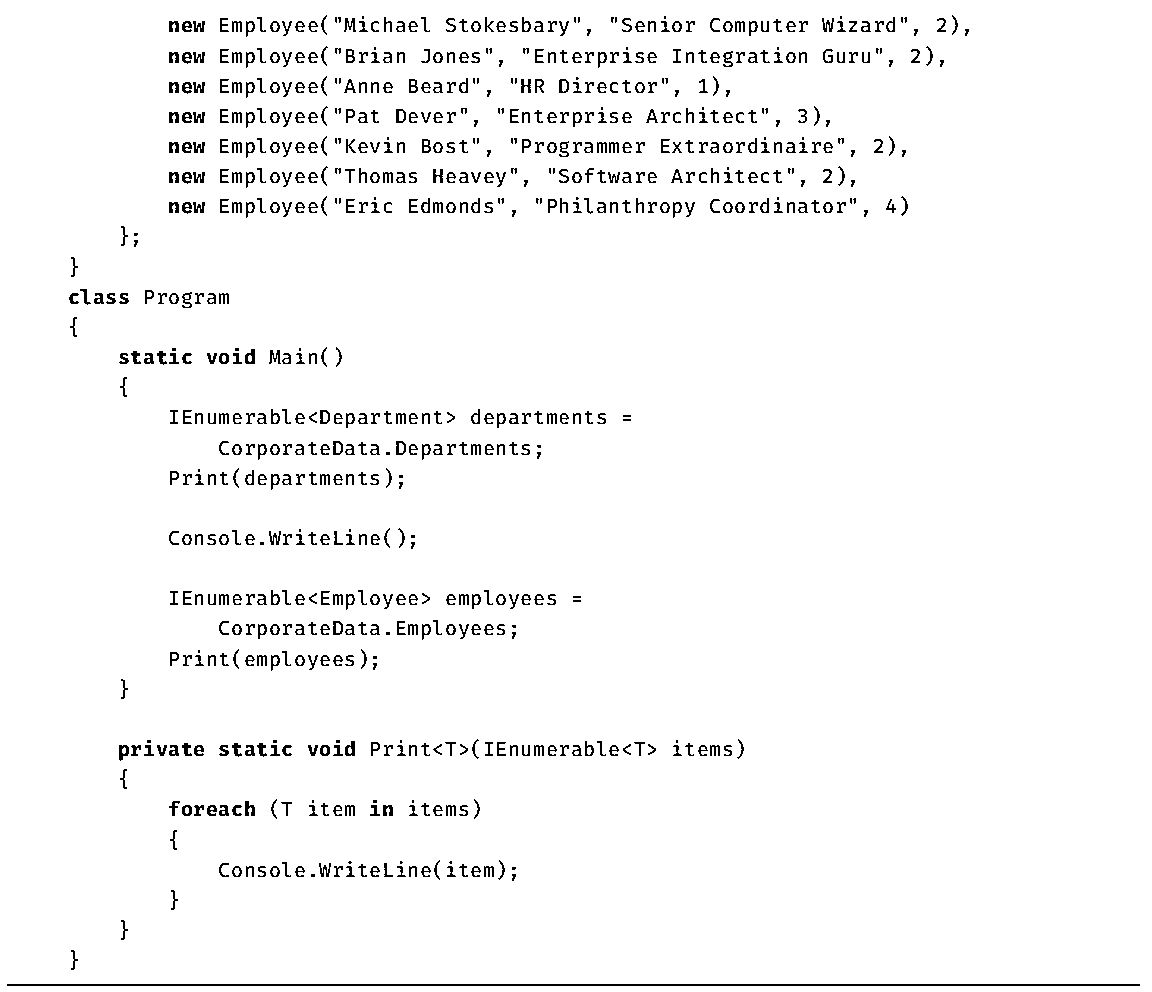 new Employee("Michael Stokesbary", "Senior Computer Wizard", 2),
new Employee("Brian Jones", "Enterprise Integration Guru", 2),
new Employee("Anne Beard", "HR Director", 1),
new Employee("Pat Dever", "Enterprise Architect", 3),
new Employee("Kevin Bost", "Programmer Extraordinaire", 2),
new Employee("Thomas Heavey", "Software Architect", 2),
new Employee("Eric Edmonds", "Philanthropy Coordinator", 4)
};
}
class Program
{
static void Main()
{
IEnumerable<Department> departments =
CorporateData.Departments;
Print(departments);
Console.WriteLine();
IEnumerable<Employee> employees =
CorporateData.Employees;
Print(employees);
}
private static void Print<T>(IEnumerable<T> items)
{
foreach (T item in items)
{
Console.WriteLine(item);
}
}
}